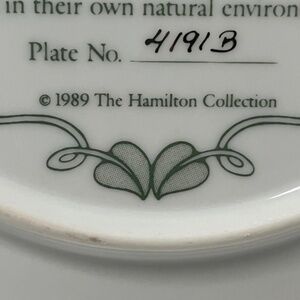 in their own natural environ
Plate No. 4191B
© 1989 The Hamilton Collection